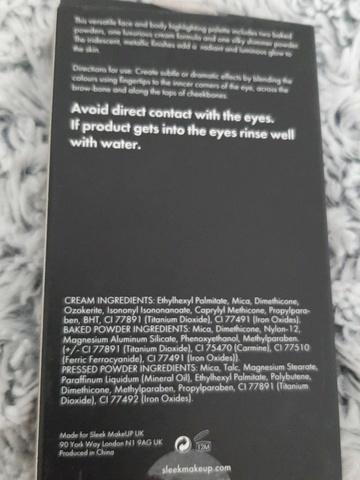 This versatile face and body highlighting palette includes two baked
powders, one luxurious cream formula and one silky shimmer powder
The iridescent, metallic finishes add a radiant and luminous glow to
the skin.
Directions for use: Create subtle or dramatic effects by blending the
colours using fingertips to the inncer corners of the eye, across the
brow-bone and along the tops of cheekbones.
Avoid direct contact with the eyes.
If product gets into the eyes rinse well
with water.
CREAM INGREDIENTS: Ethylhexyl Palmitate, Mica, Dimethicone,
Ozokerite, Isononyl Isononanoate, Caprylyl Methicone, Propylpara-
ben, BHT, CI 77891 (Titanium Dioxide), CI 77491 (Iron Oxides).
BAKED POWDER INGREDIENTS: Mica, Dimethicone, Nylon-12,
Magnesium Aluminum Silicate, Phenoxyethanol, Methylparaben.
(+/- CI 77891 (Titanium Dioxide), CI 75470 (Carmine), CI 77510
(Ferric Ferrocyanide), CI 77491 (Iron Oxides)).
PRESSED POWDER INGREDIENTS: Mica, Talc, Magnesium Stearate,
Paraffinum Liquidum (Mineral Oil), Ethylhexyl Palmitate, Polybutene,
Dimethicone, Methylparaben, Propylparaben, CI 77891 (Titanium
Dioxide), CI 77492 (Iron Oxides).
Made for Sleek MakeUP UK
90 York Way London N1 9AG UK
Produced in China
12M
sleekmakeup.com